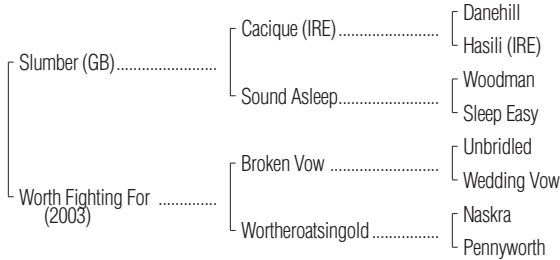 Danehill
Cacique (IRE)........................
Hasili (IRE)
Slumber (GB)........................
Woodman
Sound Asleep........................
Sleep Easy
Unbridled
Broken Vow ........................
Wedding Vow
Worth Fighting For ..............
(2003)
Naskra
Wortheroatsingold................
Pennyworth